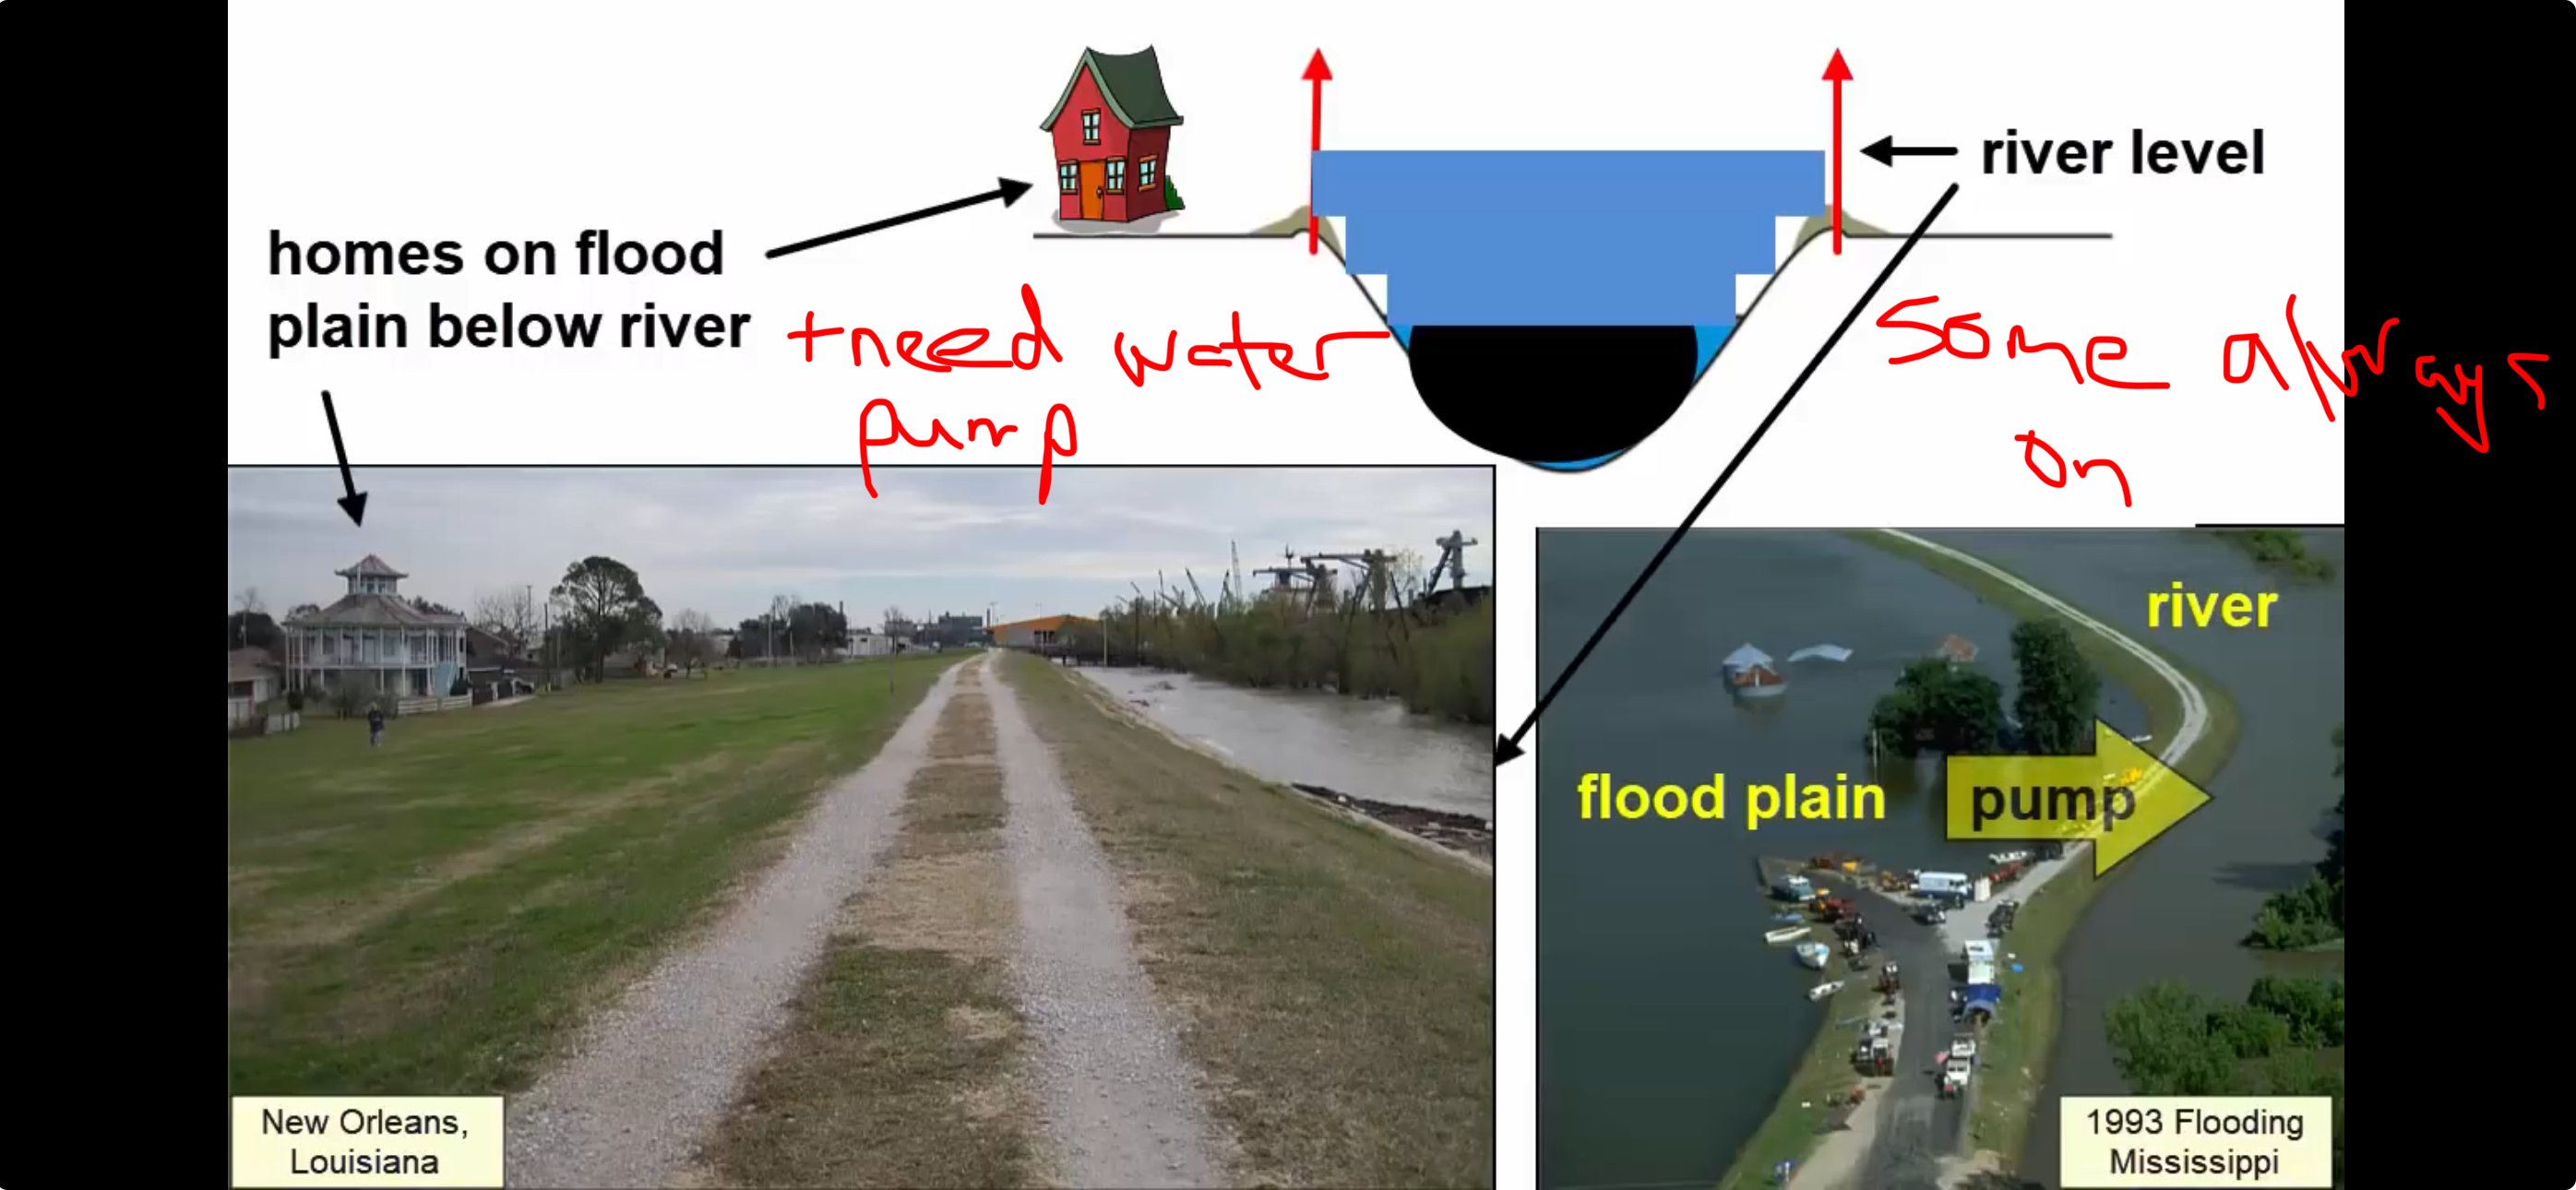 river level
homes on flood
plain below river
+need water
pump
some always
on
river
flood plain
pump
New Orleans,
Louisiana
1993 Flooding
Mississippi